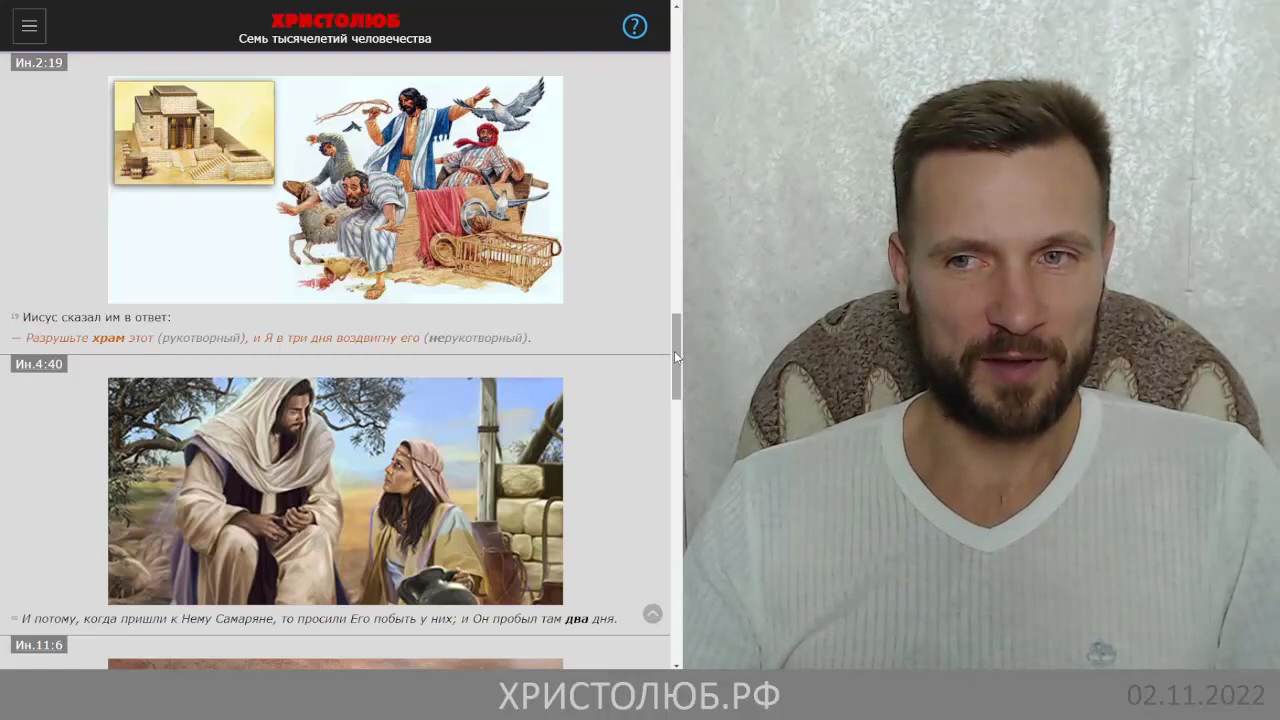 ХРИСТОЛЮБ
Семь тысячелетий человечества
?
Ин.2:19
19 Иисус сказал им в ответ:
— Разрушьте храм этот (рукотворный), и Я в три дня воздвигну его (нерукотворный).
Ин.4:40
И потому, когда пришли к Нему Самаряне, то просили Его побыть у них; и Он пробыл там два дня.
Ин.11:6
ХРИСТОЛЮБ.РФ
02.11.2022